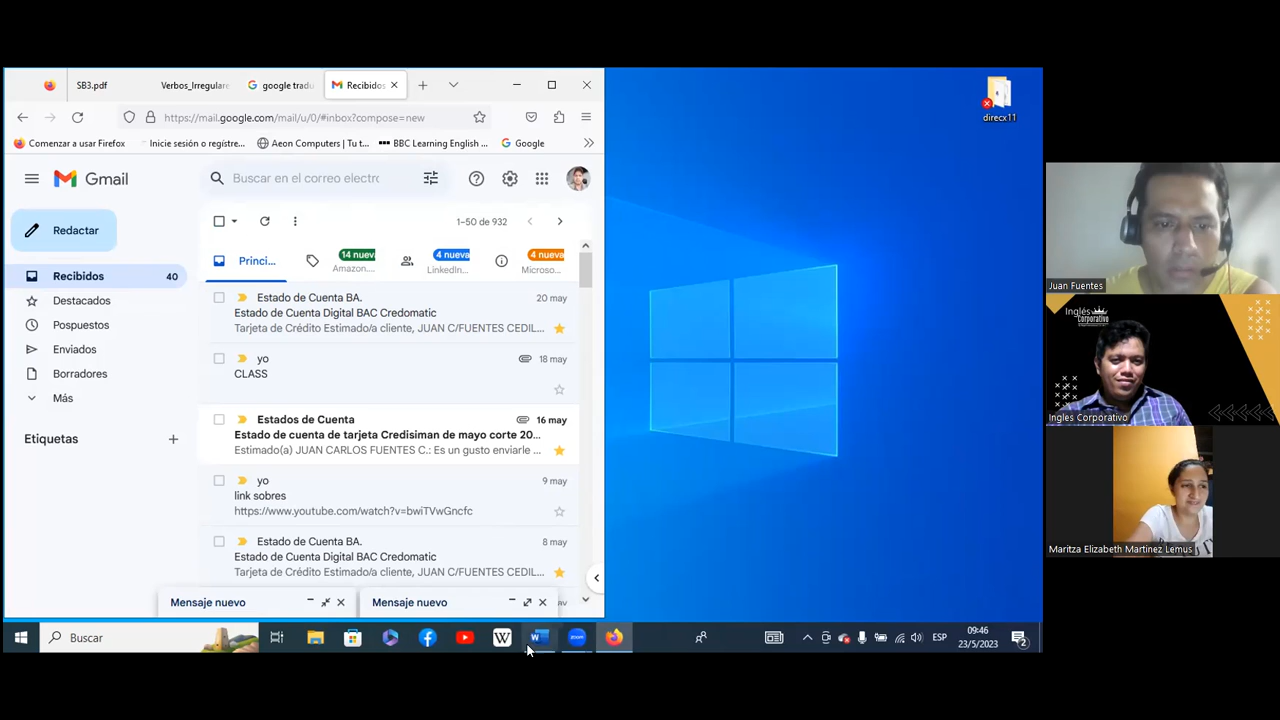 SB3.pdf
Verbos_Irregulare
google tradu
Recibidos
https://mail.google.com/mail/u/0/#inbox?compose=new
Comenzar a usar Firefox
Inicie sesión o regístre...
Aeon Computers | Tu t...
BBC Learning English ...
Google
Gmail
Buscar en el correo electró
Redactar
1–50 de 932
Princi...
14 nuev
Amazon....
4 nueva
LinkedIn...
4 nueva
Microso...
Recibidos 40
Destacados
Pospuestos
Enviados
Borradores
Más
Etiquetas
Estado de Cuenta BA. 20 may
Estado de Cuenta Digital BAC Credomatic
Tarjeta de Crédito Estimado/a cliente, JUAN C/FUENTES CEDIL...
yo 18 may
CLASS
Estados de Cuenta 16 may
Estado de cuenta de tarjeta Credisiman de mayo corte 20...
Estimado(a) JUAN CARLOS FUENTES C.: Es un gusto enviarle ...
yo 9 may
link sobres
https://www.youtube.com/watch?v=bwiTVwGncfc
Estado de Cuenta BA. 8 may
Estado de Cuenta Digital BAC Credomatic
Tarjeta de Crédito Estimado/a cliente, JUAN C/FUENTES CEDIL...
Mensaje nuevo
Mensaje nuevo
direcx11
Buscar
ESP
09:46
23/5/2023
2
Juan Fuentes
Inglés
Corporativo
Ingles Corporativo
Maritza Elizabeth Martinez Lemus